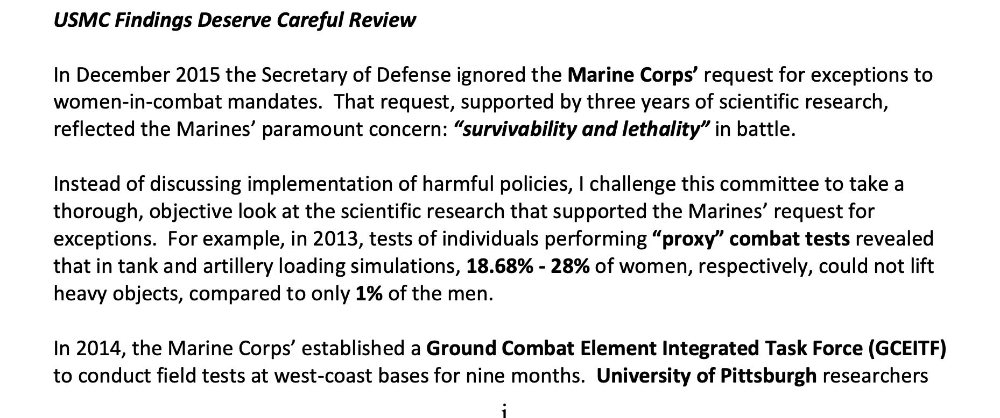 USMC Findings Deserve Careful Review
In December 2015 the Secretary of Defense ignored the Marine Corps’ request for exceptions to
women-in-combat mandates.  That request, supported by three years of scientific research,
reflected the Marines’ paramount concern: “survivability and lethality” in battle.
Instead of discussing implementation of harmful policies, I challenge this committee to take a
thorough, objective look at the scientific research that supported the Marines’ request for
exceptions.  For example, in 2013, tests of individuals performing “proxy” combat tests revealed
that in tank and artillery loading simulations, 18.68% - 28% of women, respectively, could not lift
heavy objects, compared to only 1% of the men.
In 2014, the Marine Corps’ established a Ground Combat Element Integrated Task Force (GCEITF)
to conduct field tests at west-coast bases for nine months.  University of Pittsburgh researchers
i